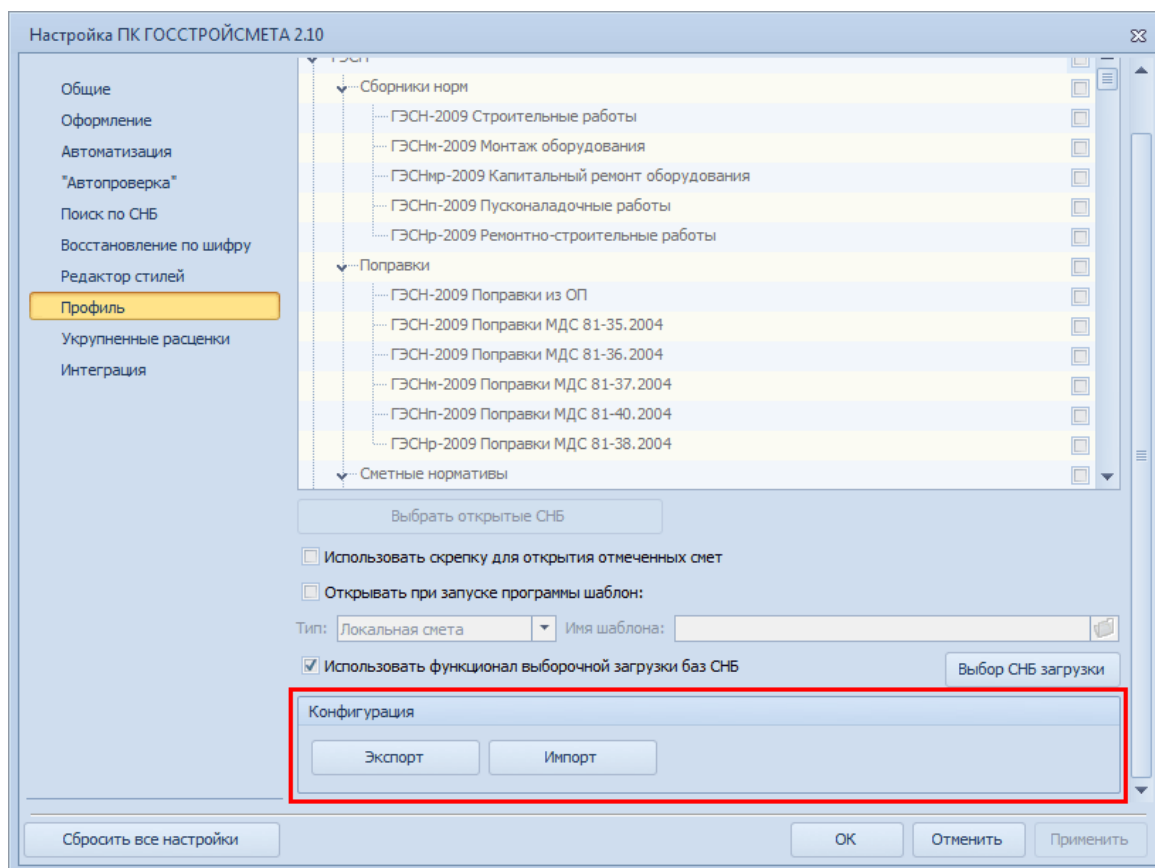 Настройка ПК ГОССТРОЙСМЕТА 2.10
Общие
Оформление
Автоматизация
"Автопроверка"
Поиск по СНБ
Восстановление по шифру
Редактор стилей
Профиль
Укрупненные расценки
Интеграция
ГЭСН
Сборники норм
ГЭСН-2009 Строительные работы
ГЭСНм-2009 Монтаж оборудования
ГЭСНмр-2009 Капитальный ремонт оборудования
ГЭСНп-2009 Пусконаладочные работы
ГЭСНр-2009 Ремонтно-строительные работы
Поправки
ГЭСН-2009 Поправки из ОП
ГЭСН-2009 Поправки МДС 81-35.2004
ГЭСН-2009 Поправки МДС 81-36.2004
ГЭСНм-2009 Поправки МДС 81-37.2004
ГЭСНп-2009 Поправки МДС 81-40.2004
ГЭСНр-2009 Поправки МДС 81-38.2004
Сметные нормативы
Выбрать открытые СНБ
Использовать скрепку для открытия отмеченных смет
Открывать при запуске программы шаблон:
Тип: Локальная смета Имя шаблона:
Использовать функционал выборочной загрузки баз СНБ Выбор СНБ загрузки
Конфигурация
Экспорт Импорт
Сбросить все настройки ОК Отменить Применить